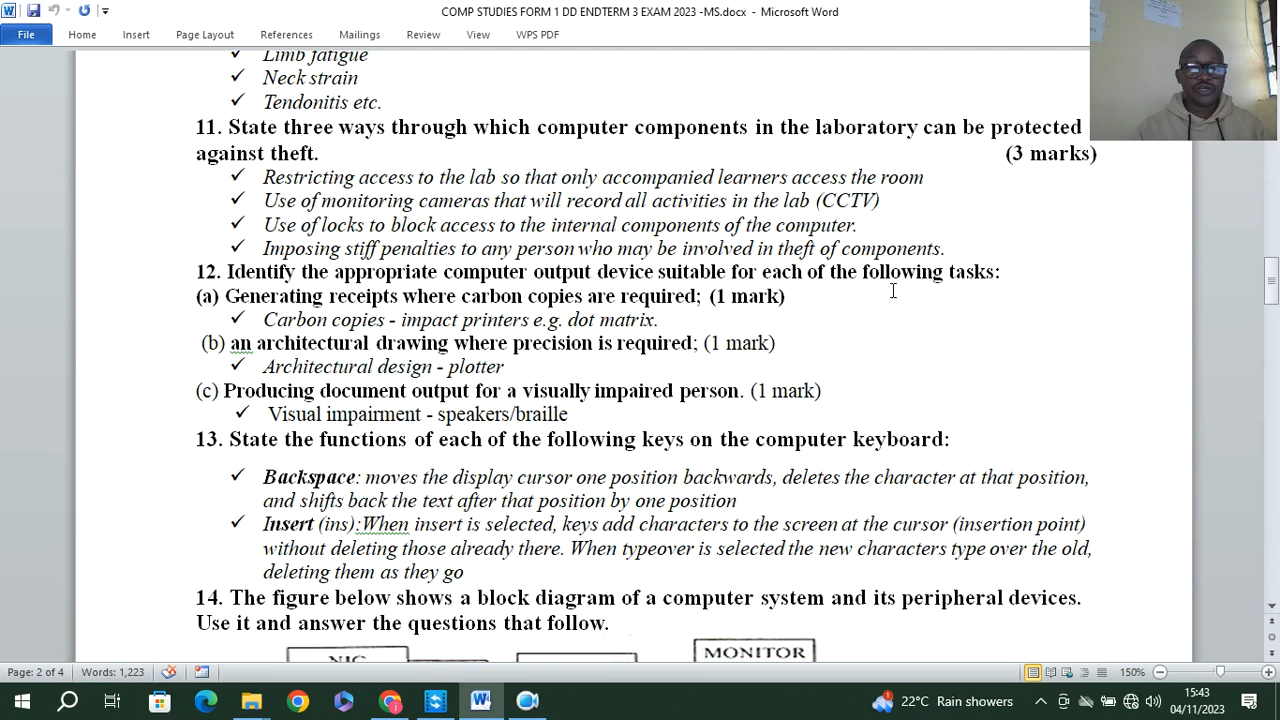 COMP STUDIES FORM 1 DD ENDTERM 3 EXAM 2023 -MS.docx - Microsoft Word
File Home Insert Page Layout References Mailings Review View WPS PDF
✓ Limb fatigue
✓ Neck strain
✓ Tendonitis etc.
11. State three ways through which computer components in the laboratory can be protected
against theft. (3 marks)
✓ Restricting access to the lab so that only accompanied learners access the room
✓ Use of monitoring cameras that will record all activities in the lab (CCTV)
✓ Use of locks to block access to the internal components of the computer.
✓ Imposing stiff penalties to any person who may be involved in theft of components.
12. Identify the appropriate computer output device suitable for each of the following tasks:
(a) Generating receipts where carbon copies are required; (1 mark)
✓ Carbon copies - impact printers e.g. dot matrix.
(b) an architectural drawing where precision is required; (1 mark)
✓ Architectural design - plotter
(c) Producing document output for a visually impaired person. (1 mark)
✓ Visual impairment - speakers/braille
13. State the functions of each of the following keys on the computer keyboard:
✓ Backspace: moves the display cursor one position backwards, deletes the character at that position,
and shifts back the text after that position by one position
✓ Insert (ins):When insert is selected, keys add characters to the screen at the cursor (insertion point)
without deleting those already there. When typeover is selected the new characters type over the old,
deleting them as they go
14. The figure below shows a block diagram of a computer system and its peripheral devices.
Use it and answer the questions that follow.
NIC MONITOR
Page: 2 of 4 Words: 1,223 150%
22°C Rain showers 15:43
04/11/2023